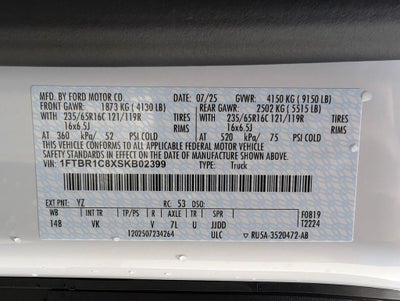 MFD. BY FORD MOTOR CO. 07/25 GVWR: 4150 KG (9150 LB)
FRONT GAWR: 1873 KG (4130 LB) REAR GAWR: 2502 KG (5515 LB)
WITH 235/65R16C 121/119R TIRES WITH 235/65R16C 121/119R TIRES
16x6.5J RIMS 16x6.5J RIMS
AT 360 kPa/ 52 PSI COLD AT 520 kPa/ 75 PSI COLD
THIS VEHICLE CONFORMS TO ALL APPLICABLE FEDERAL MOTOR VEHICLE
SAFETY STANDARDS IN EFFECT ON THE DATE OF MANUFACTURE SHOWN ABOVE.
VIN: 1FTBR1C8XSKB02399 TYPE: Truck
EXT PNT: YZ RC: 53 DSO:
WB INT TR TP/PS R AXLE TR SPR F0819
148 VK V 7L U JJDD T2224
1202507234264 ULC RU5A-3520472-AB